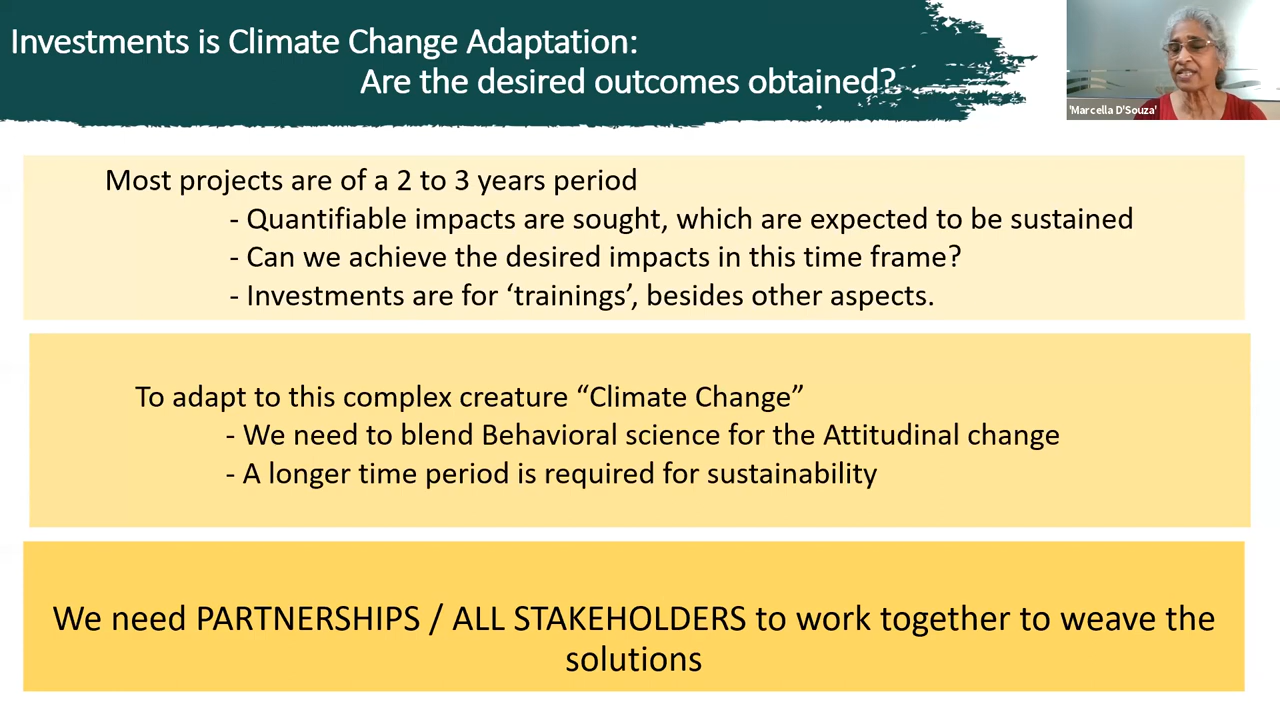 Investments is Climate Change Adaptation:
Are the desired outcomes obtained?
'Marcella D'Souza'
Most projects are of a 2 to 3 years period
- Quantifiable impacts are sought, which are expected to be sustained
- Can we achieve the desired impacts in this time frame?
- Investments are for ‘trainings’, besides other aspects.
To adapt to this complex creature “Climate Change”
- We need to blend Behavioral science for the Attitudinal change
- A longer time period is required for sustainability
We need PARTNERSHIPS / ALL STAKEHOLDERS to work together to weave the
solutions